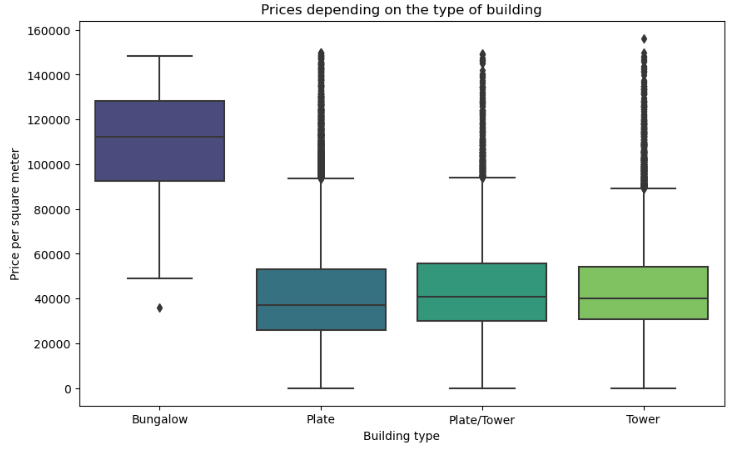 Prices depending on the type of building
Price per square meter
160000
140000
120000
100000
80000
60000
40000
20000
0
Bungalow
Plate
Plate/Tower
Tower
Building type